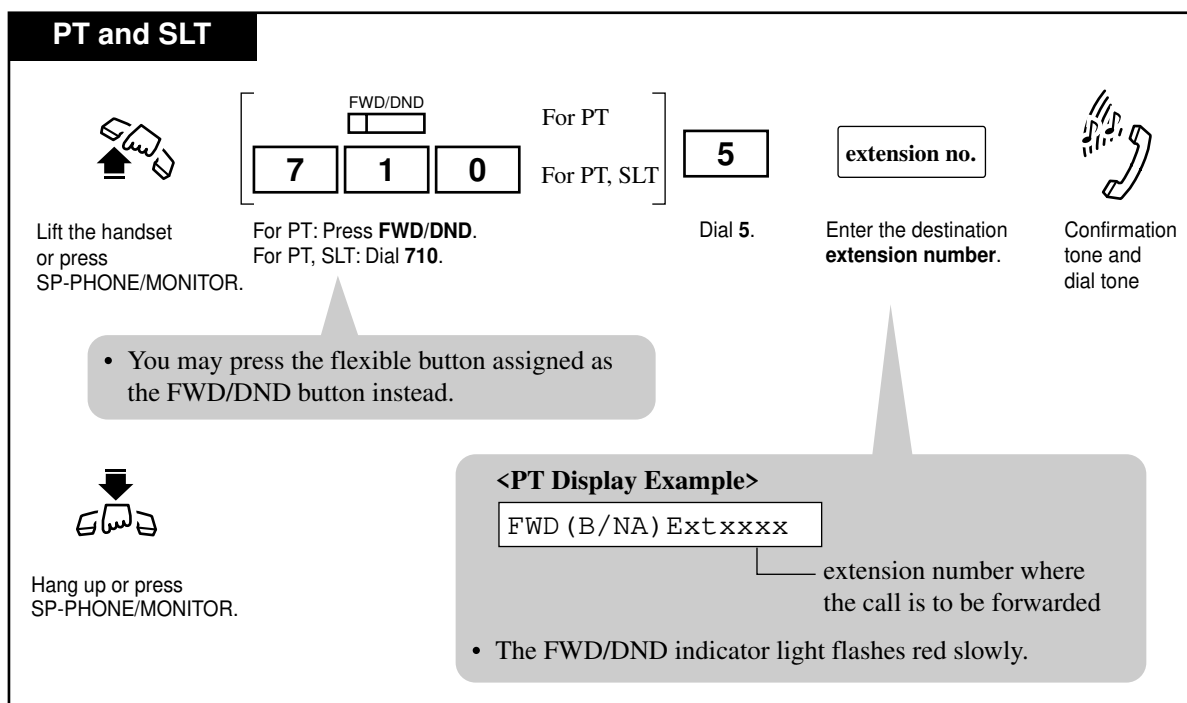 PT and SLT
FWD/DND
For PT
7 1 0
For PT, SLT
5
extension no.
Lift the handset
or press
SP-PHONE/MONITOR.
For PT: Press FWD/DND.
For PT, SLT: Dial 710.
Dial 5.
Enter the destination
extension number.
Confirmation
tone and
dial tone
• You may press the flexible button assigned as
the FWD/DND button instead.
Hang up or press
SP-PHONE/MONITOR.
<PT Display Example>
FWD(B/NA)Extxxxx
extension number where
the call is to be forwarded
• The FWD/DND indicator light flashes red slowly.